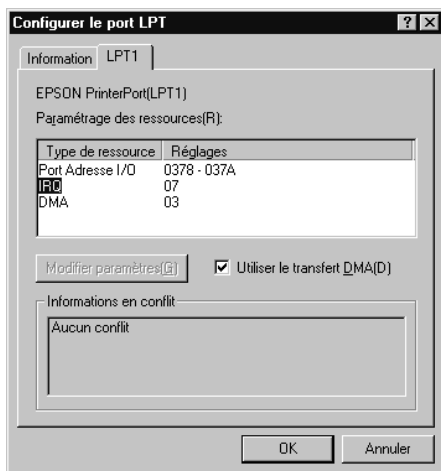 Configurer le port LPT
Information LPT1
EPSON PrinterPort(LPT1)
Paramétrage des ressources(R):
Type de ressource Réglages
Port Adresse I/O 0378 - 037A
IRQ 07
DMA 03
Modifier paramètres(G) Utiliser le transfert DMA(D)
Informations en conflit
Aucun conflit
OK Annuler